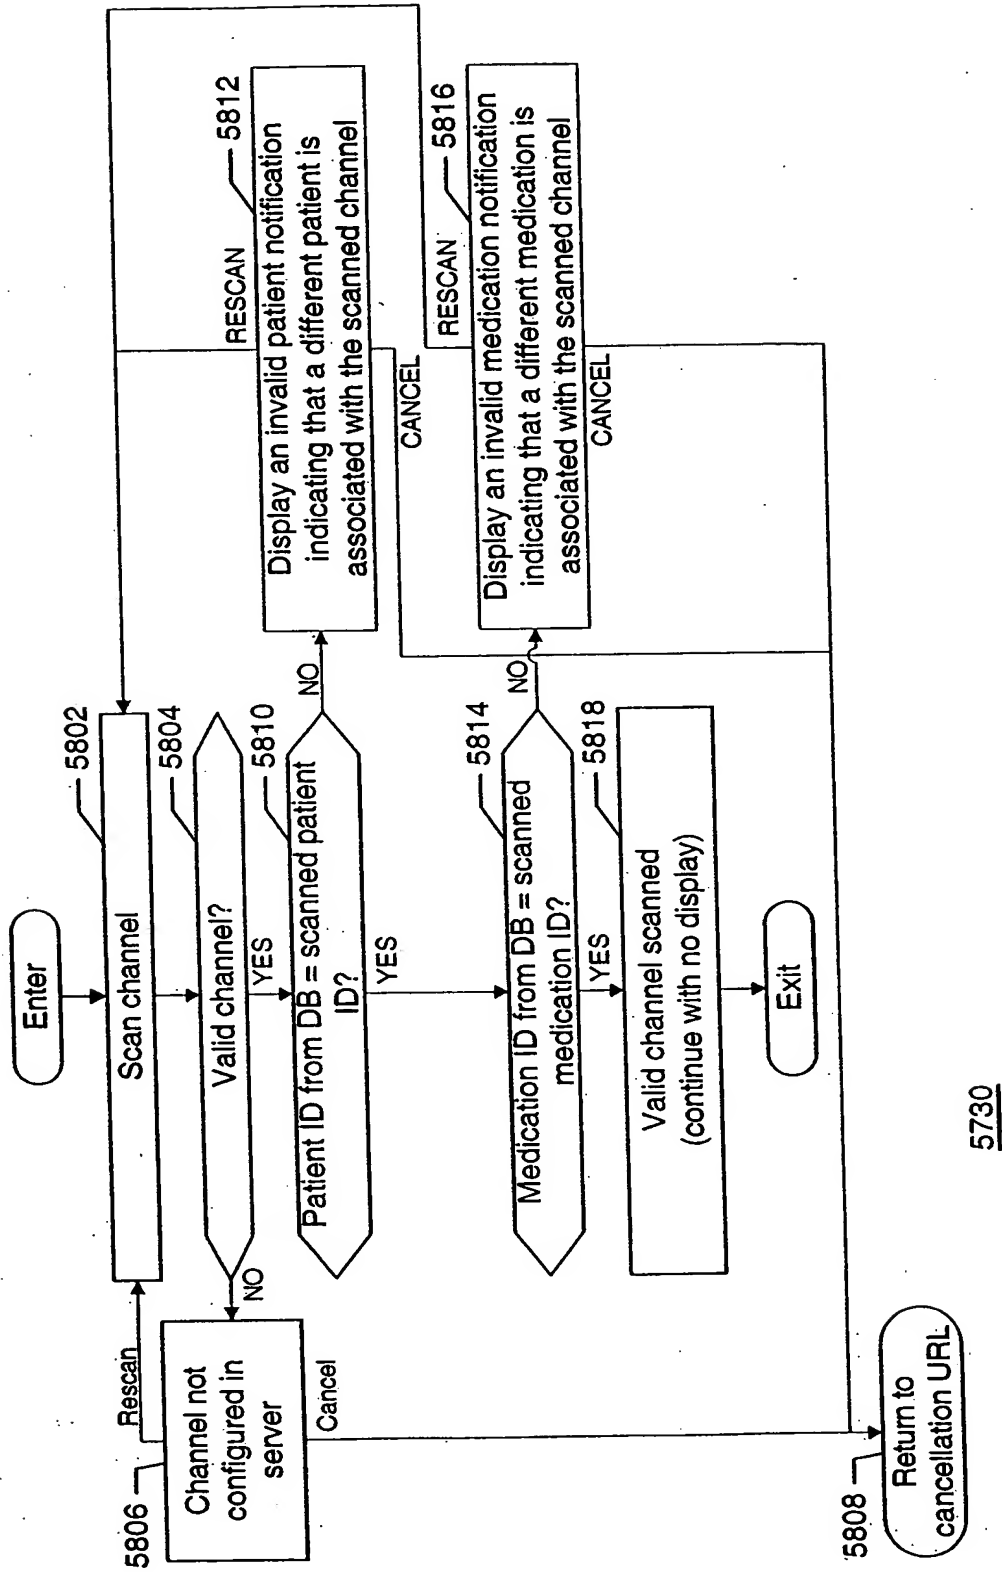 Enter
5802
Scan channel
5804
Valid channel?
NO
YES
Rescan
5806
Channel not
configured in
server
Cancel
5810
Patient ID from DB = scanned patient
ID?
NO
YES
RESCAN
5812
Display an invalid patient notification
indicating that a different patient is
associated with the scanned channel
CANCEL
5814
Medication ID from DB = scanned
medication ID?
NO
YES
RESCAN
5816
Display an invalid medication notification
indicating that a different medication is
associated with the scanned channel
CANCEL
5818
Valid channel scanned
(continue with no display)
Exit
5808
Return to
cancellation URL
5730